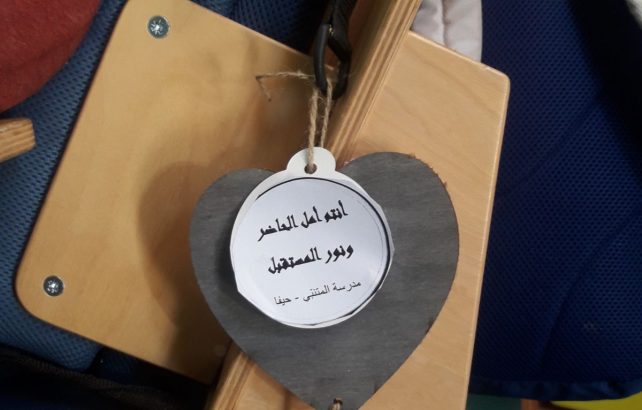 أنتم أمل الحاضر
ونور المستقبل
مدرسة المتنبي - حيفا